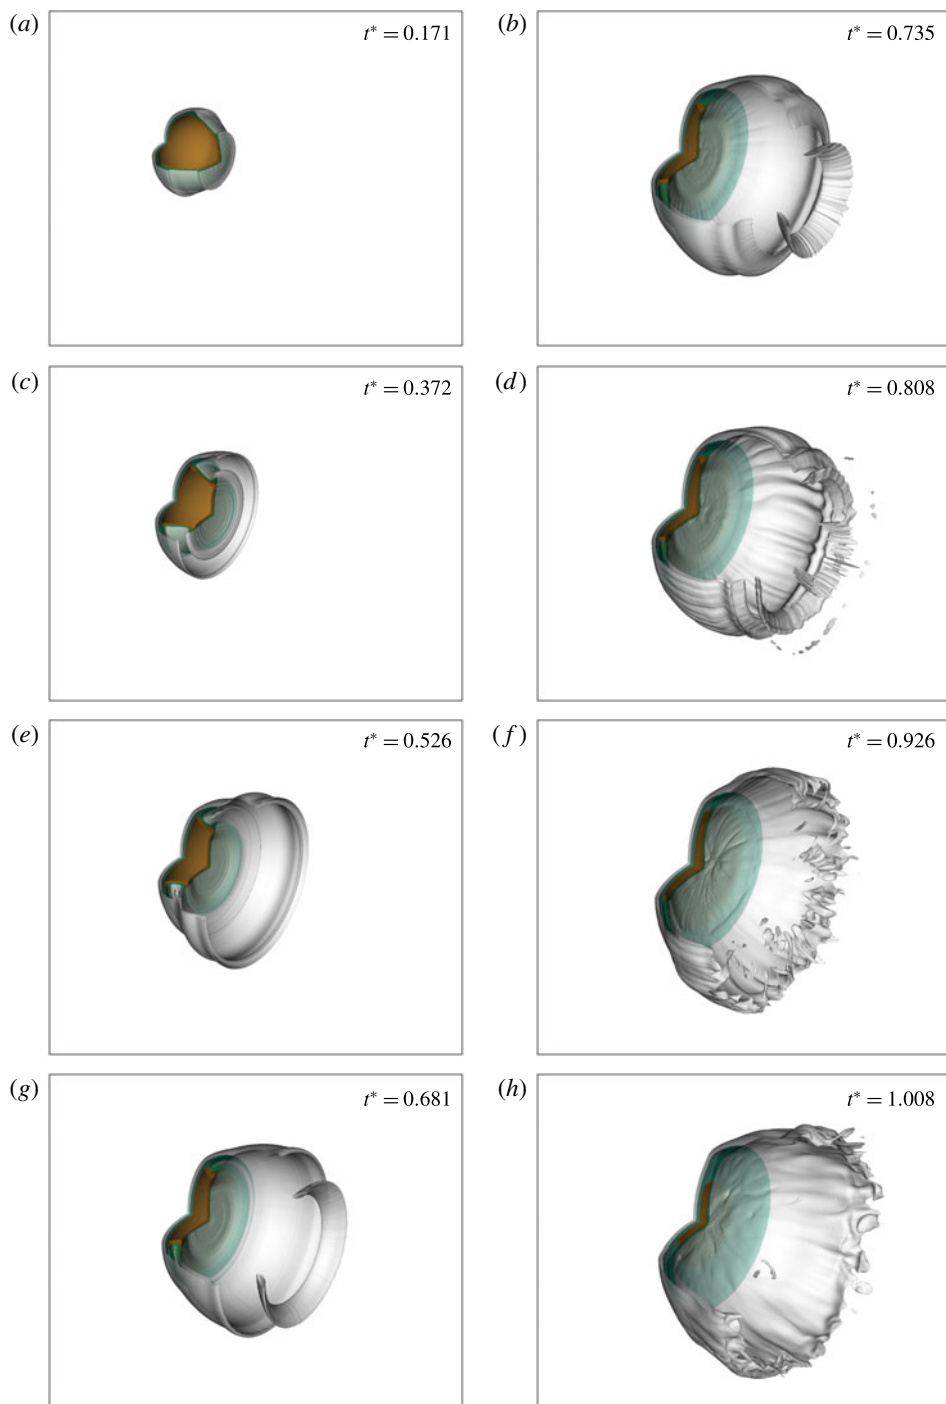 (a) t* = 0.171
(b) t* = 0.735
(c) t* = 0.372
(d) t* = 0.808
(e) t* = 0.526
(f) t* = 0.926
(g) t* = 0.681
(h) t* = 1.008